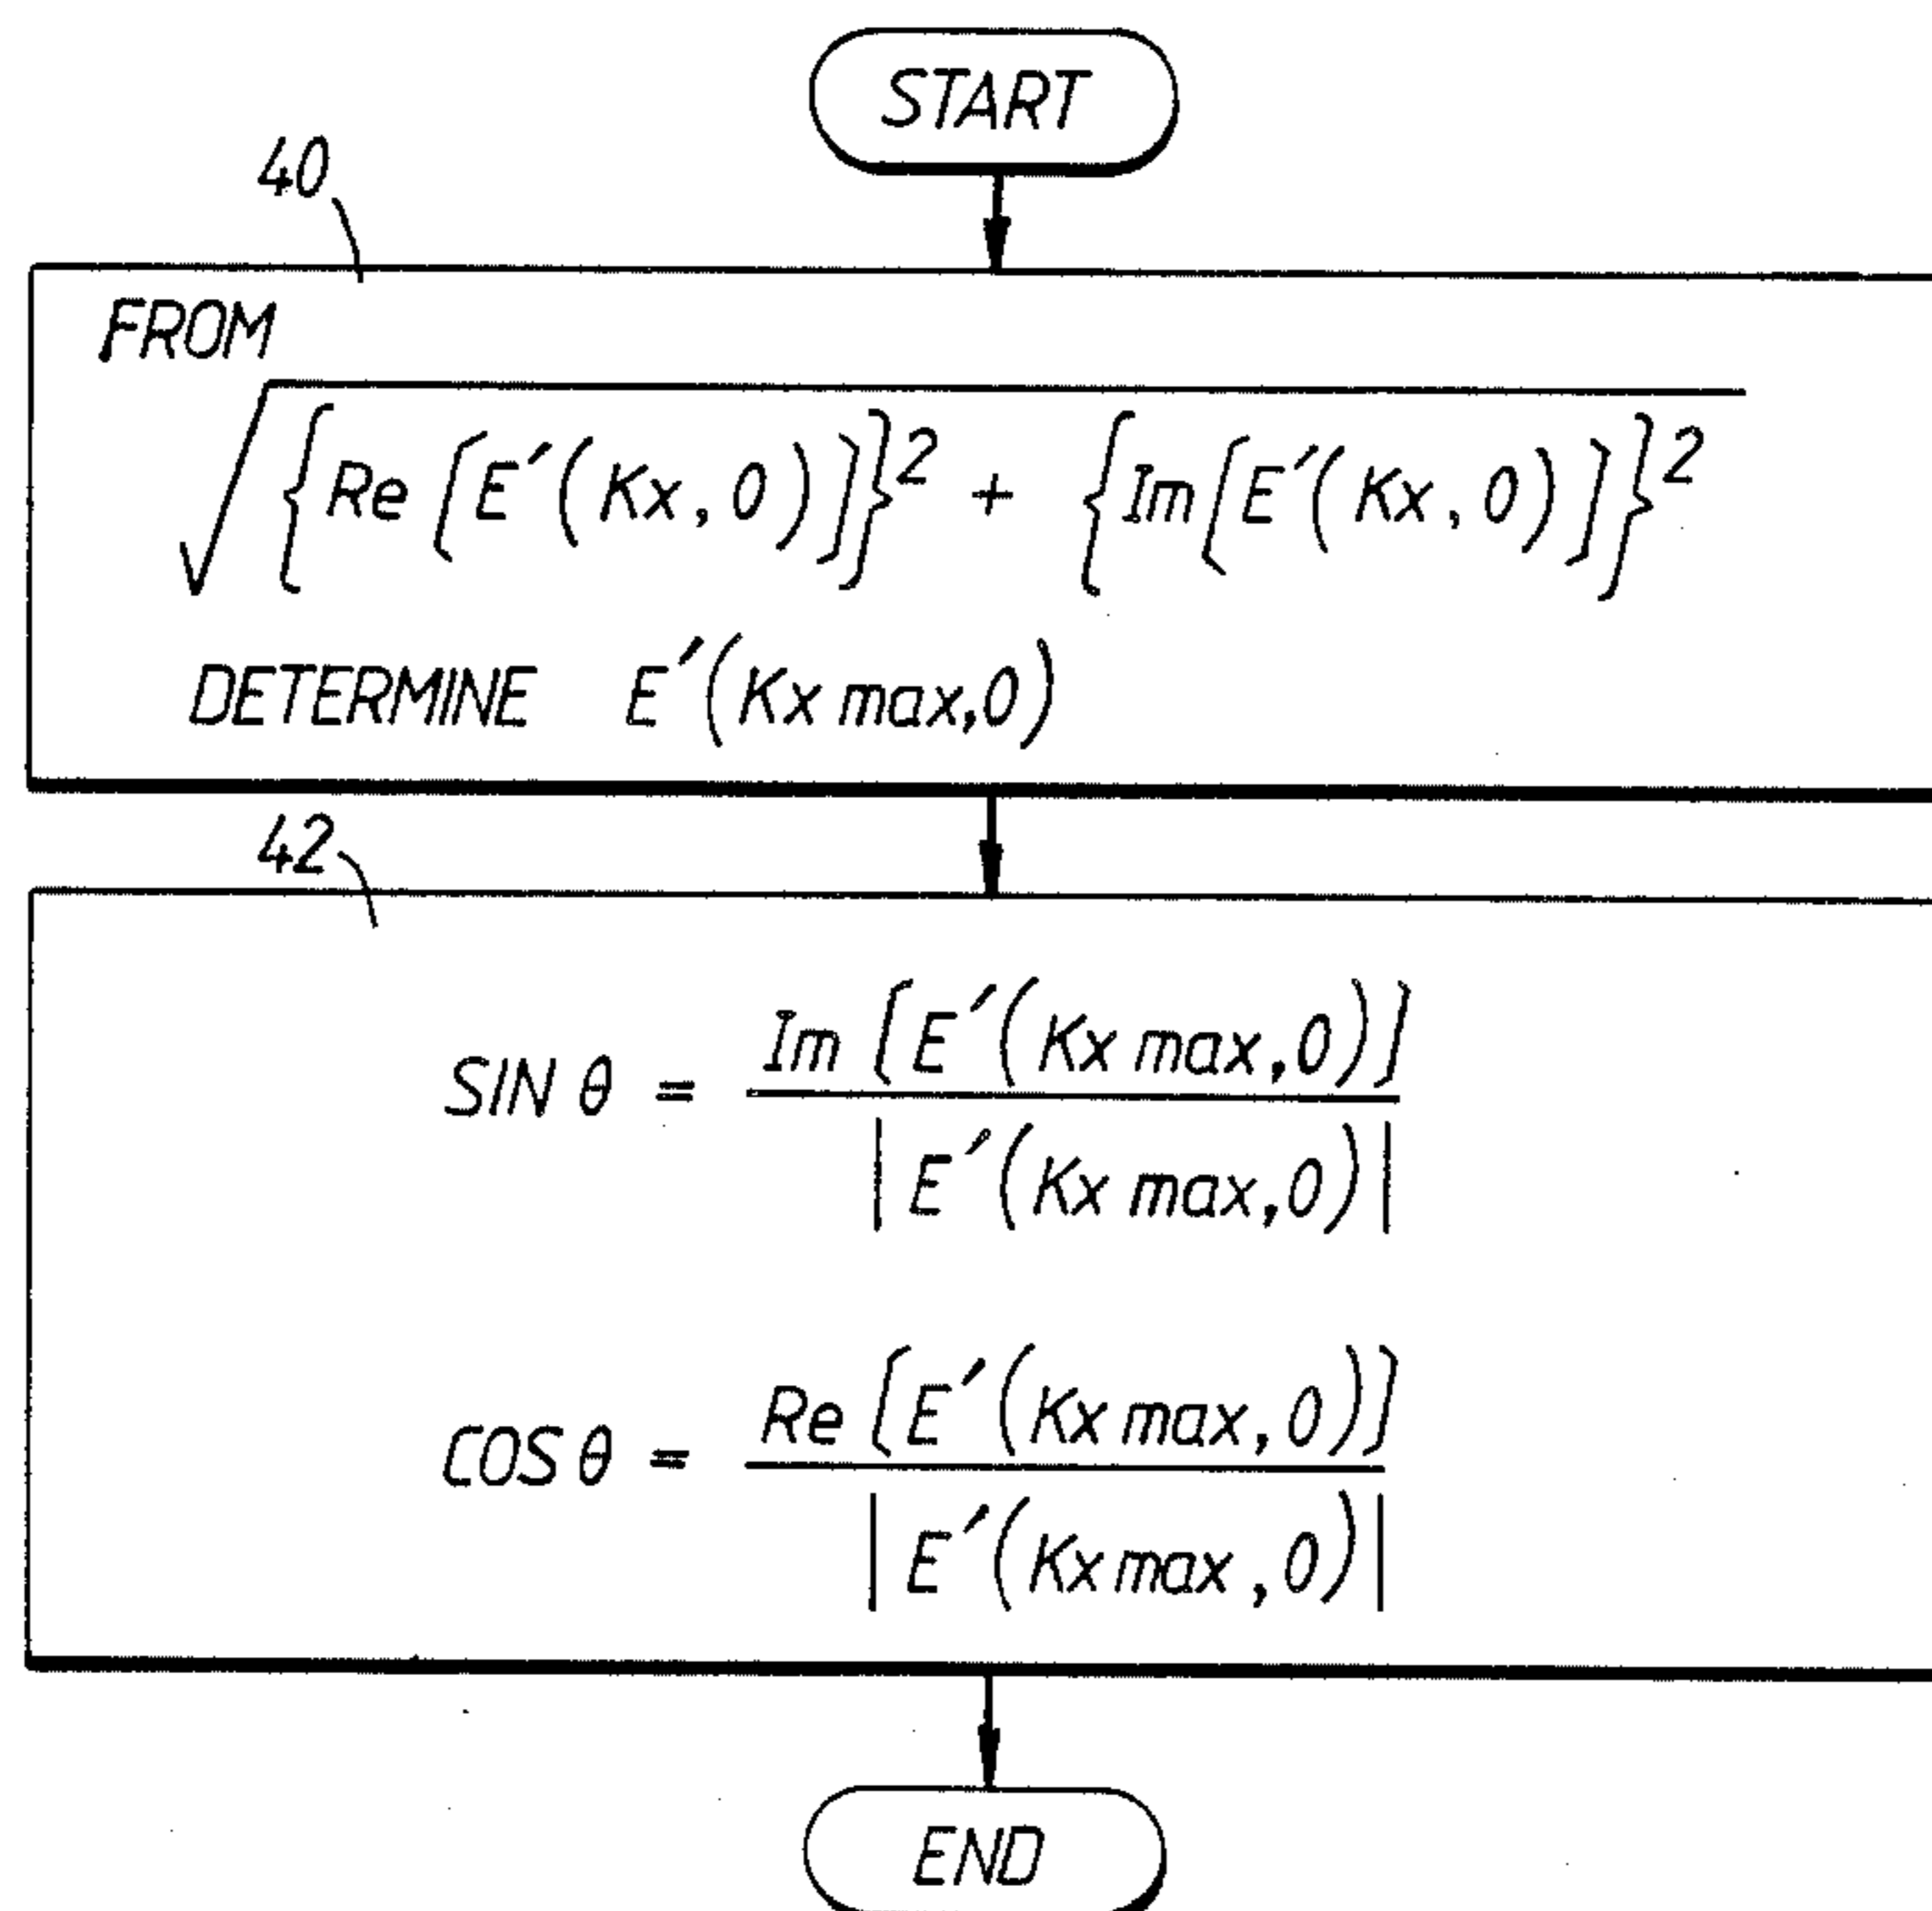 START
40
FROM
√{Re[E′(Kx, 0)]}² + {Im[E′(Kx, 0)]}²
DETERMINE E′(Kx max,0)
42
SIN θ = Im[E′(Kx max,0)] / |E′(Kx max,0)|
COS θ = Re[E′(Kx max,0)] / |E′(Kx max,0)|
END